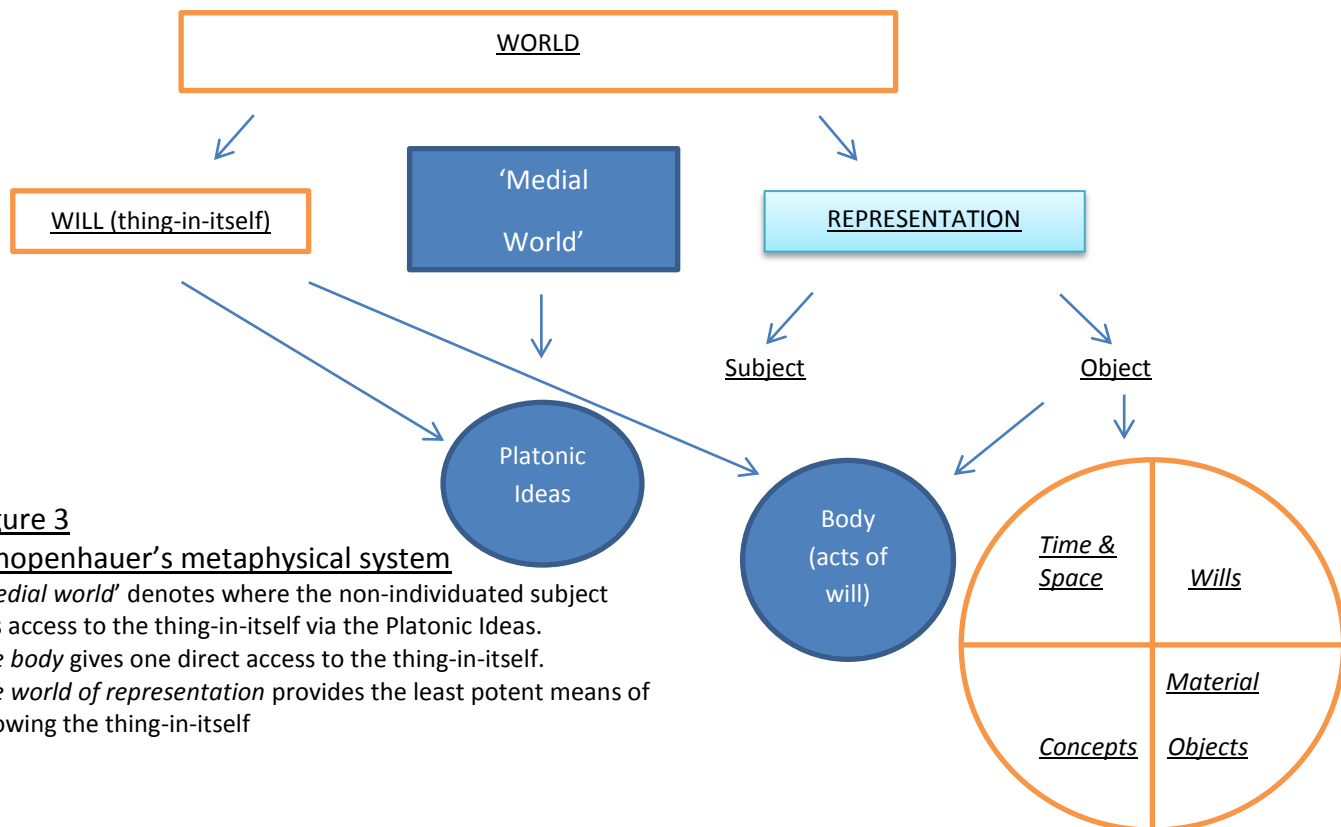 WORLD
'Medial
World'
WILL (thing-in-itself)
REPRESENTATION
Subject
Object
Platonic
Ideas
Body
(acts of
will)
Time &
Space
Wills
Concepts
Material
Objects
gure 3
hopenhauer's metaphysical system
edial world' denotes where the non-individuated subject
s access to the thing-in-itself via the Platonic Ideas.
e body gives one direct access to the thing-in-itself.
e world of representation provides the least potent means of
owing the thing-in-itself